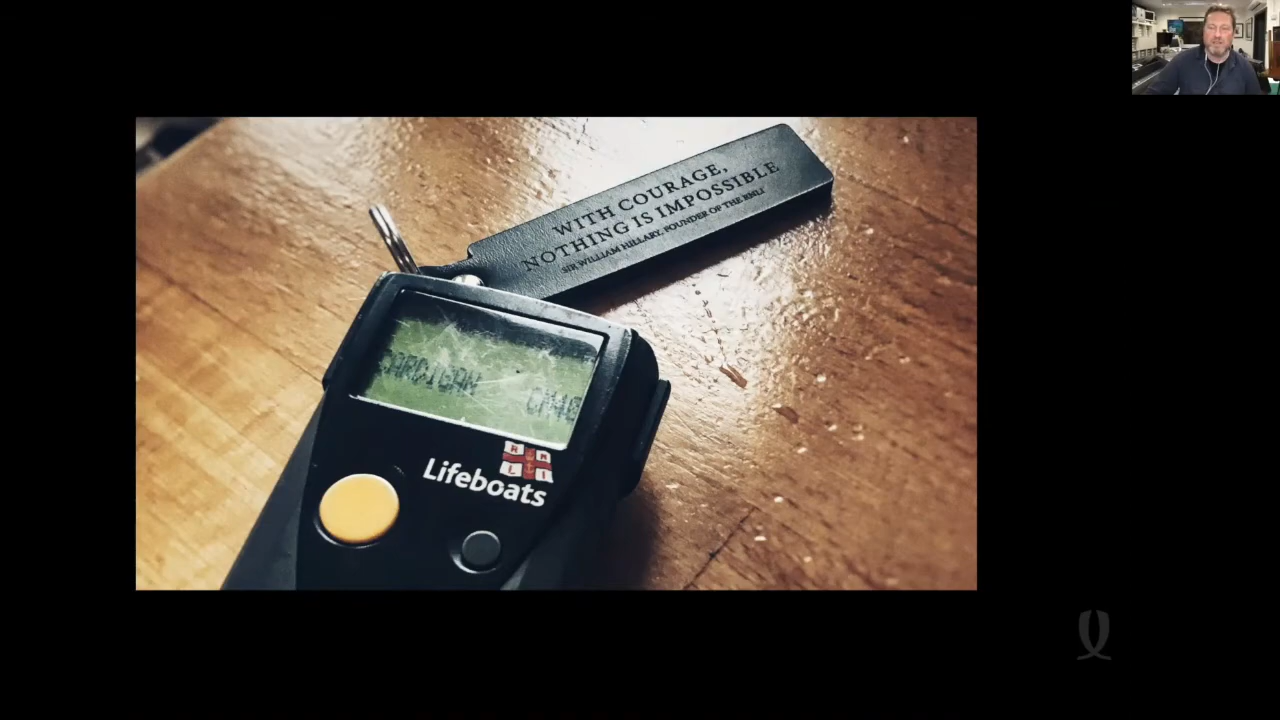 WITH COURAGE,
NOTHING IS IMPOSSIBLE
SIR WILLIAM HILLARY, FOUNDER OF THE RNLI
CARDIGAN
R N
L I
Lifeboats